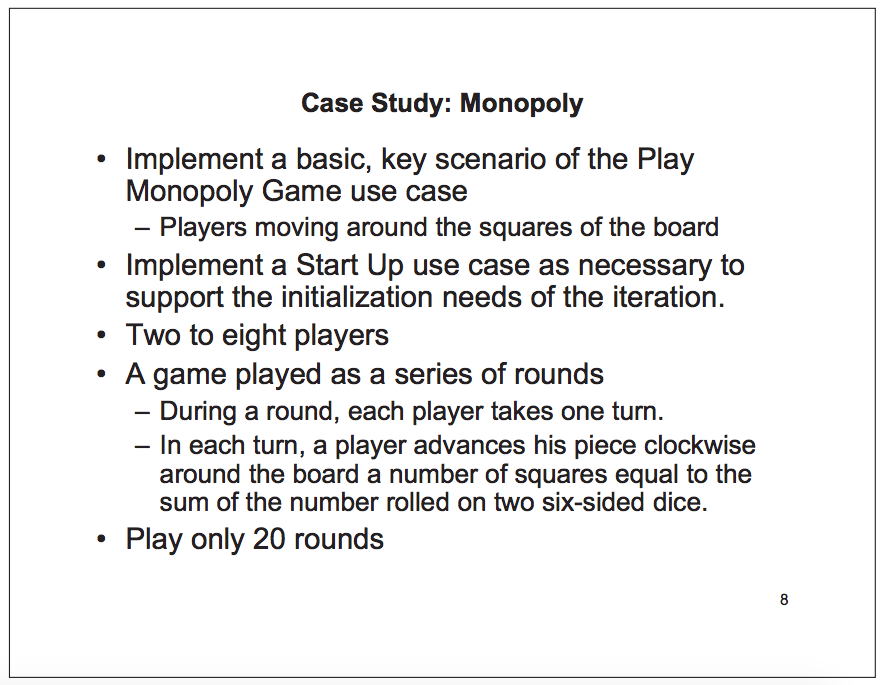 Case Study: Monopoly
• Implement a basic, key scenario of the Play
Monopoly Game use case
– Players moving around the squares of the board
• Implement a Start Up use case as necessary to
support the initialization needs of the iteration.
• Two to eight players
• A game played as a series of rounds
– During a round, each player takes one turn.
– In each turn, a player advances his piece clockwise
around the board a number of squares equal to the
sum of the number rolled on two six-sided dice.
• Play only 20 rounds
8